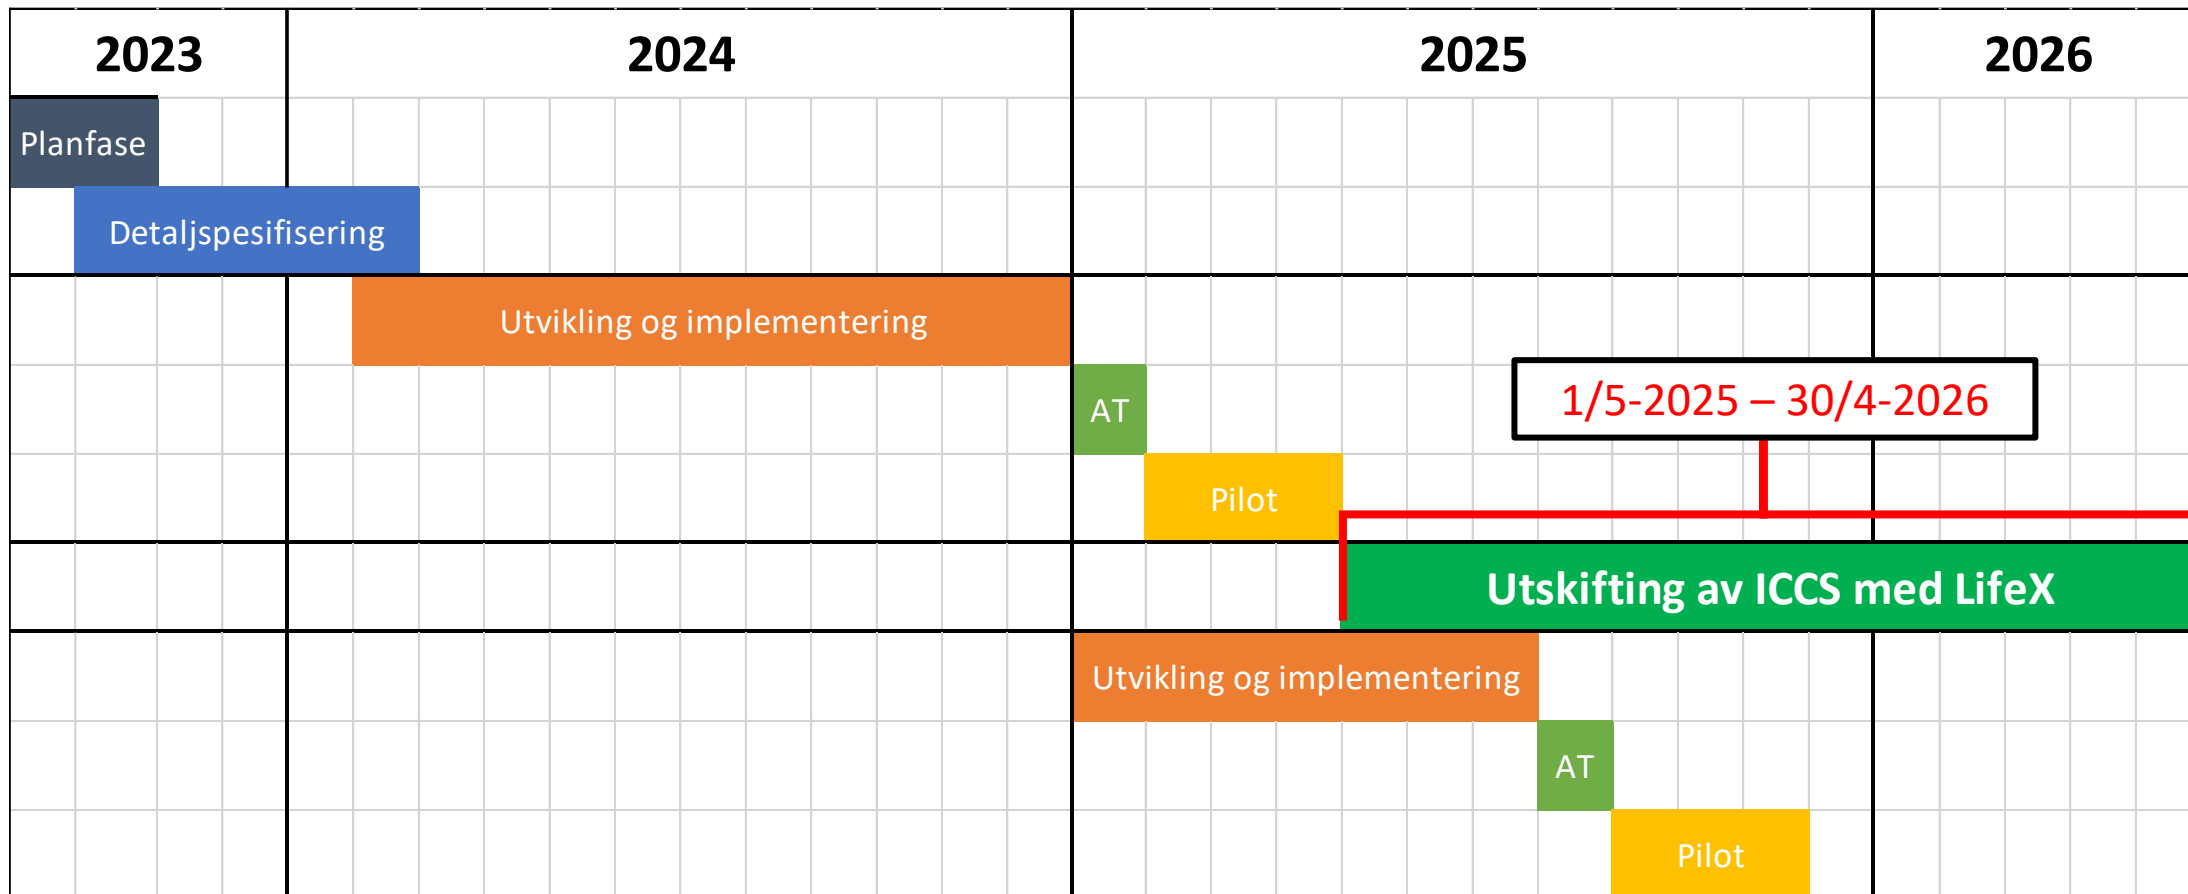 2023
2024
2025
2026
Planfase
Detaljspesifisering
Utvikling og implementering
AT
1/5-2025 – 30/4-2026
Pilot
Utskifting av ICCS med LifeX
Utvikling og implementering
AT
Pilot